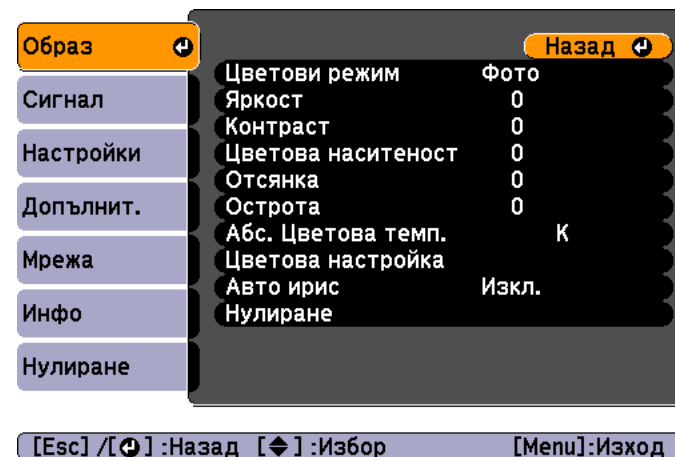 Образ
Назад
Цветови режим Фото
Яркост 0
Сигнал
Контраст 0
Настройки
Цветова наситеност 0
Отсянка 0
Допълнит.
Острота 0
Абс. Цветова темп. K
Мрежа
Цветова настройка
Авто ирис Изкл.
Инфо
Нулиране
Нулиране
[Esc] /[ ] :Назад [ ] :Избор [Menu]:Изход